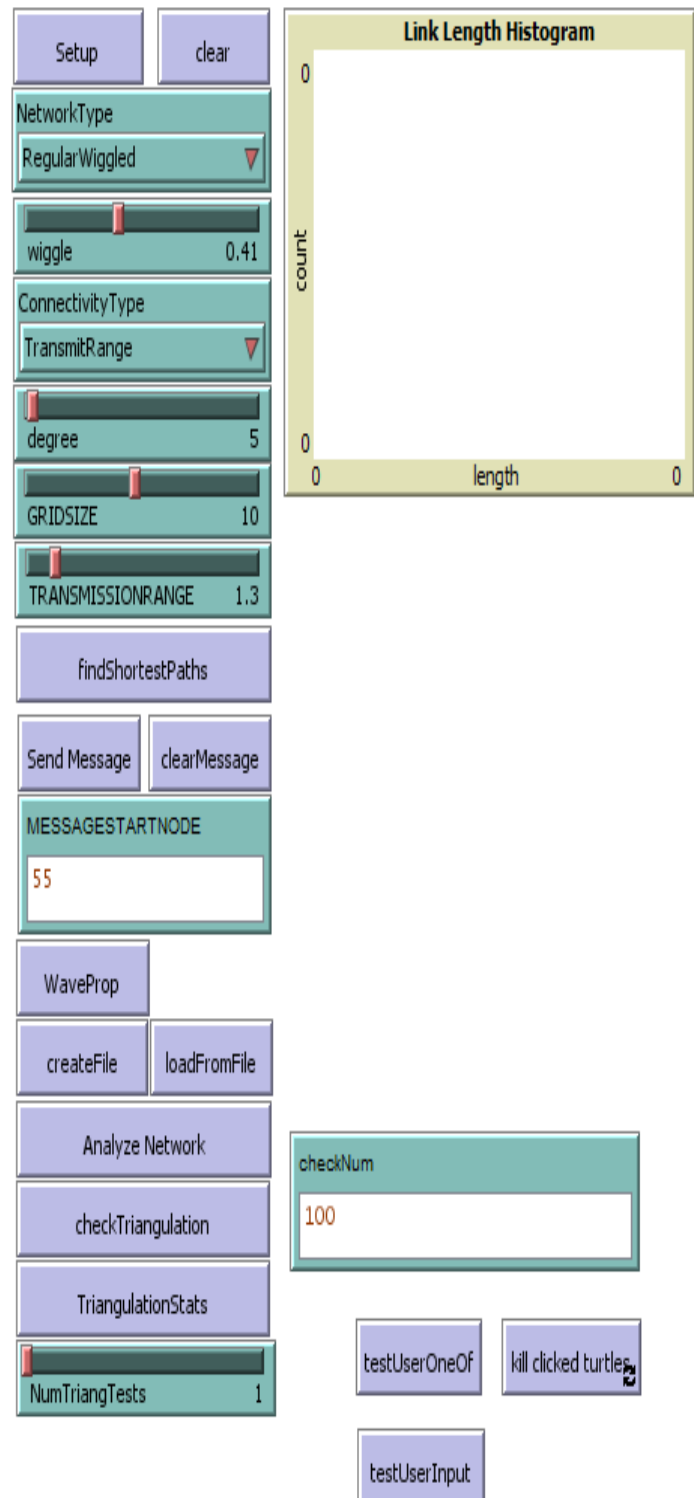 Setup
clear
NetworkType
RegularWiggled
wiggle 0.41
ConnectivityType
TransmitRange
degree 5
GRIDSIZE 10
TRANSMISSIONRANGE 1.3
findShortestPaths
Send Message
clearMessage
MESSAGESTARTNODE
55
WaveProp
createFile
loadFromFile
Analyze Network
checkTriangulation
TriangulationStats
NumTriangTests 1
Link Length Histogram
0
count
0
0 length 0
checkNum
100
testUserOneOf
kill clicked turtles
testUserInput